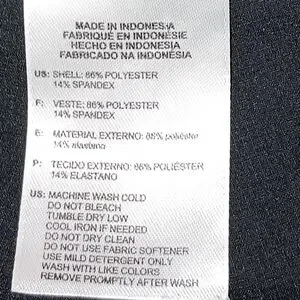 MADE IN INDONESIA
FABRIQUÉ EN INDONÉSIE
HECHO EN INDONESIA
FABRICADO NA INDONÉSIA
US: SHELL: 86% POLYESTER
14% SPANDEX
F: VESTE: 86% POLYESTER
14% SPANDEX
E: MATERIAL EXTERNO: 86% poliéster
14% elastano
P: TECIDO EXTERNO: 86% POLIÉSTER
14% ELASTANO
US: MACHINE WASH COLD
DO NOT BLEACH
TUMBLE DRY LOW
COOL IRON IF NEEDED
DO NOT DRY CLEAN
DO NOT USE FABRIC SOFTENER
USE MILD DETERGENT ONLY
WASH WITH LIKE COLORS
REMOVE PROMPTLY AFTER WASH